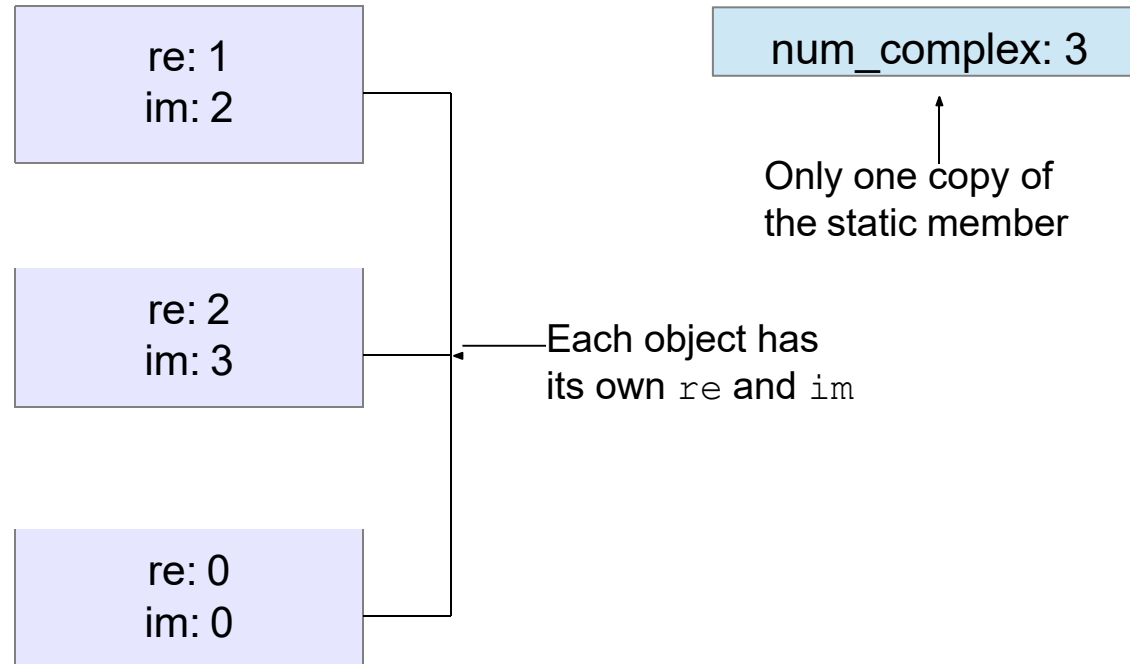 re: 1
im: 2
num_complex: 3
Only one copy of
the static member
re: 2
im: 3
Each object has
its own re and im
re: 0
im: 0